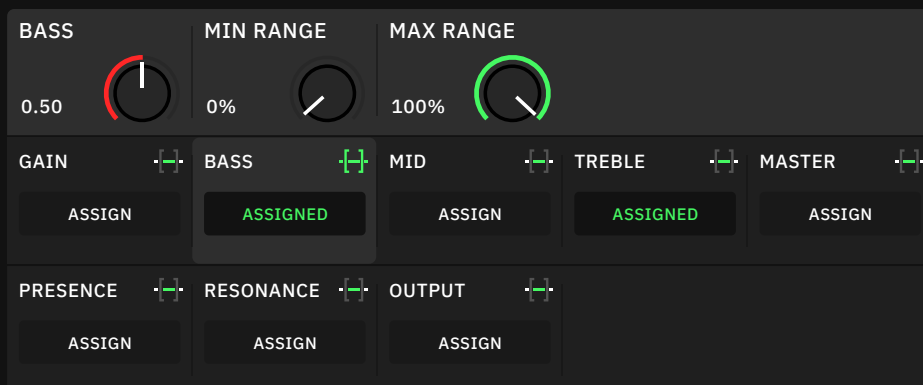 BASS MIN RANGE MAX RANGE
0.50 0% 100%
GAIN BASS MID TREBLE MASTER
ASSIGN ASSIGNED ASSIGN ASSIGNED ASSIGN
PRESENCE RESONANCE OUTPUT
ASSIGN ASSIGN ASSIGN